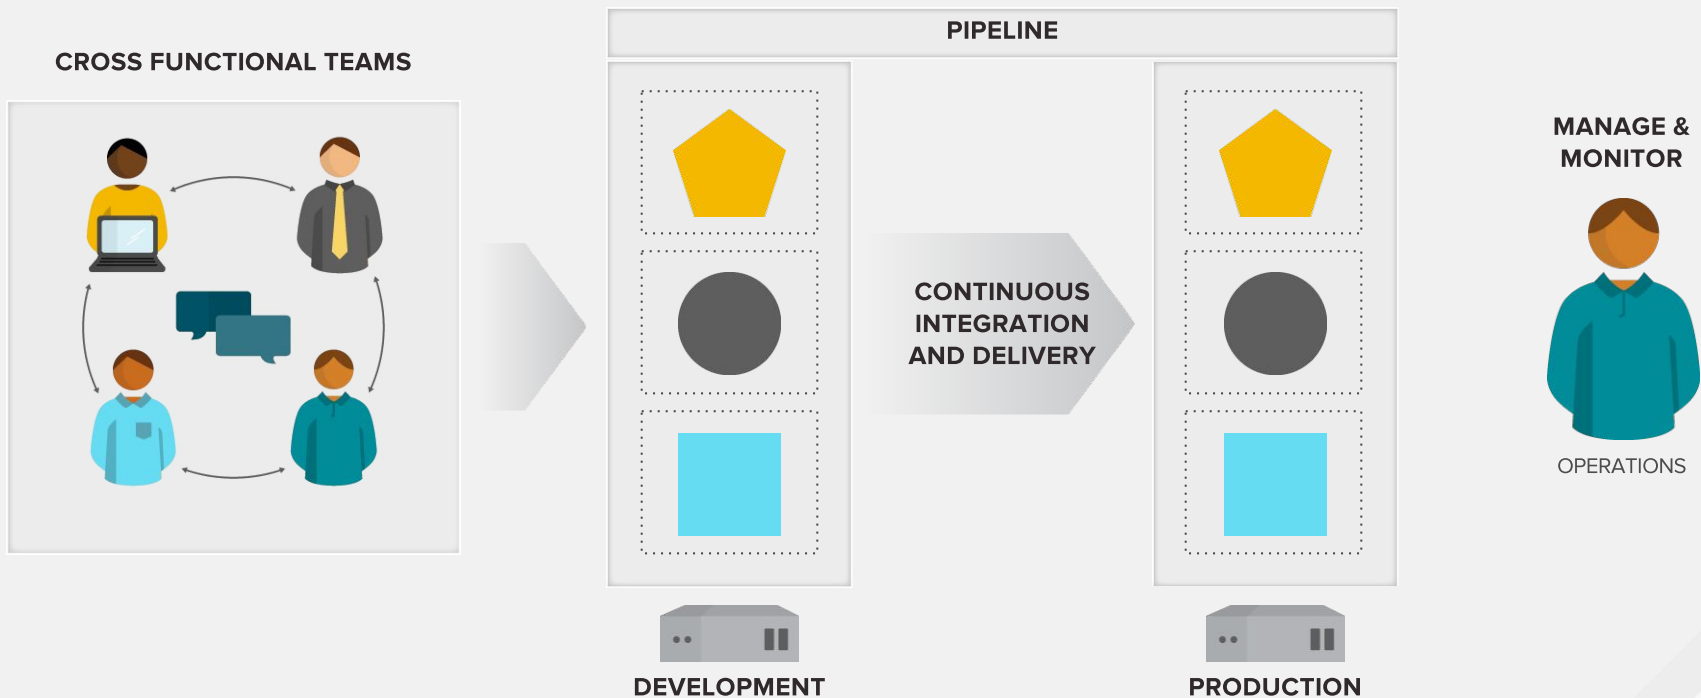 CROSS FUNCTIONAL TEAMS
PIPELINE
CONTINUOUS
INTEGRATION
AND DELIVERY
DEVELOPMENT
PRODUCTION
MANAGE &
MONITOR
OPERATIONS